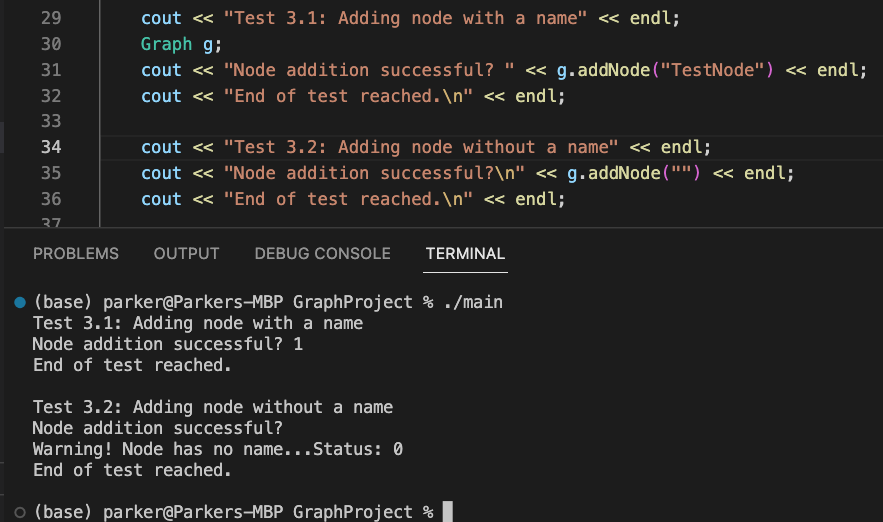 29 cout << "Test 3.1: Adding node with a name" << endl;
30 Graph g;
31 cout << "Node addition successful? " << g.addNode("TestNode") << endl;
32 cout << "End of test reached.\n" << endl;
33
34 cout << "Test 3.2: Adding node without a name" << endl;
35 cout << "Node addition successful?\n" << g.addNode("") << endl;
36 cout << "End of test reached.\n" << endl;
37
PROBLEMS OUTPUT DEBUG CONSOLE TERMINAL
(base) parker@Parkers-MBP GraphProject % ./main
Test 3.1: Adding node with a name
Node addition successful? 1
End of test reached.
Test 3.2: Adding node without a name
Node addition successful?
Warning! Node has no name...Status: 0
End of test reached.
(base) parker@Parkers-MBP GraphProject %